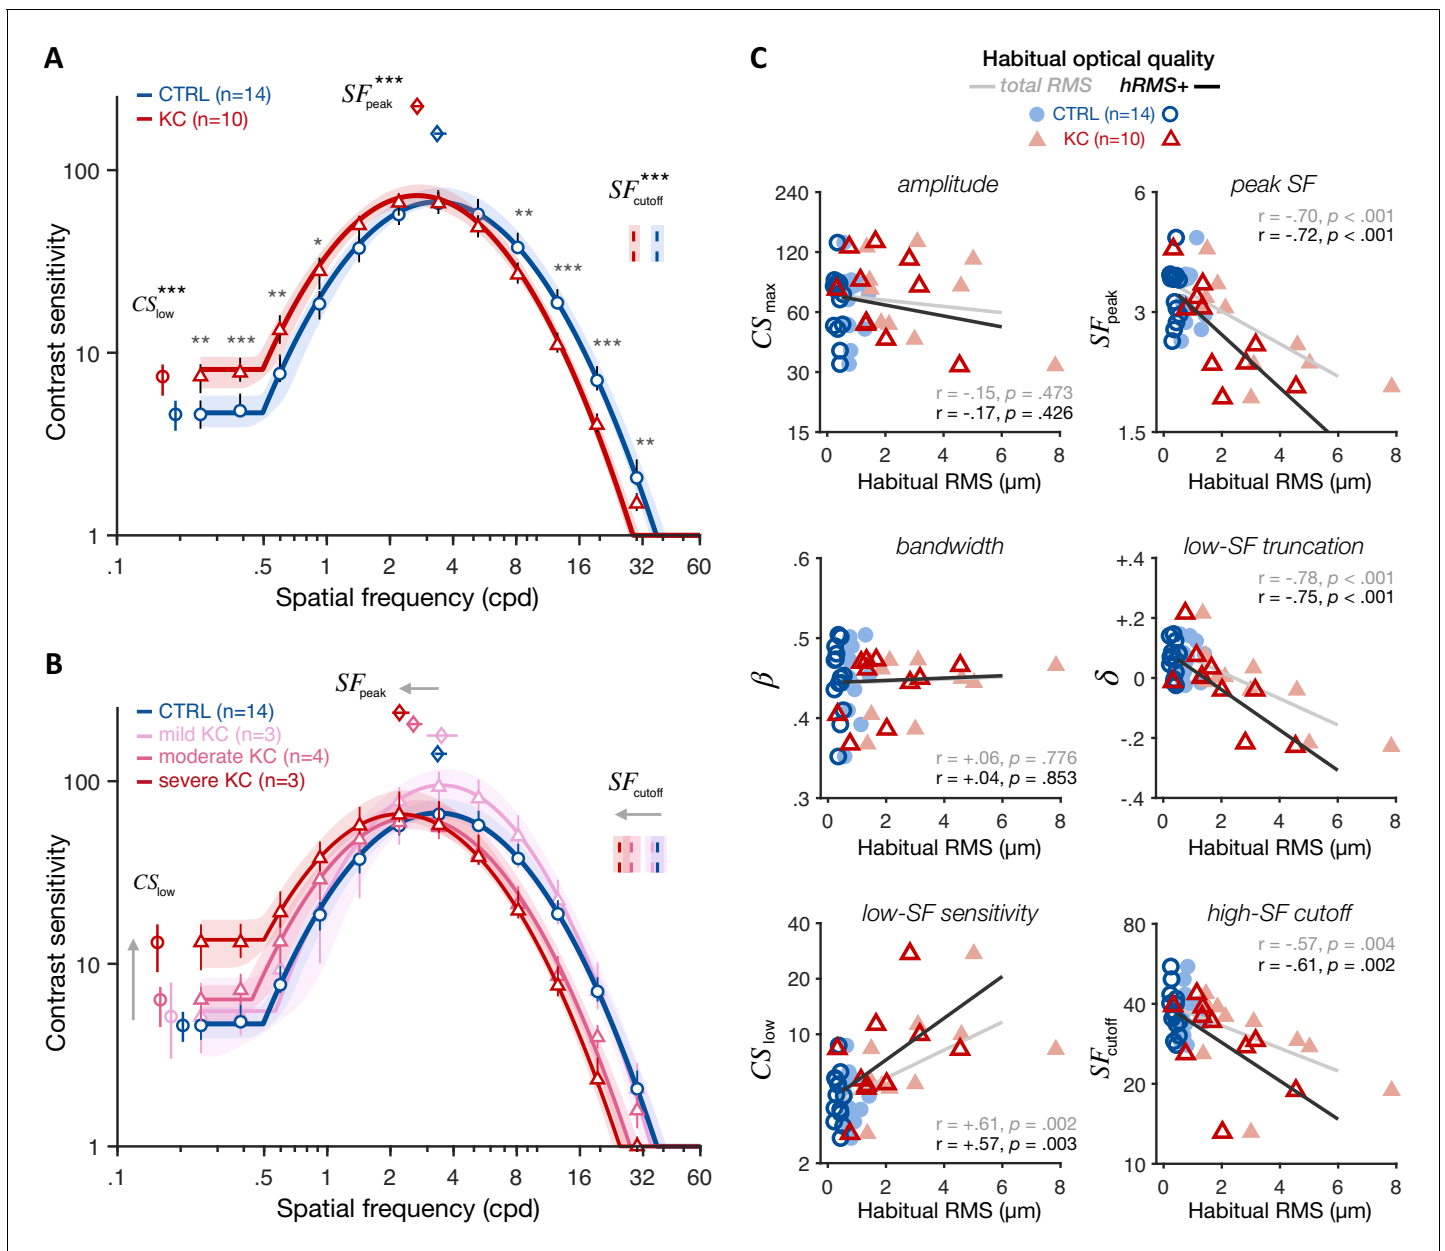 A
CTRL (n=14)
KC (n=10)
SFpeak***
SFcutoff***
CSlow***
** *** ** * ** *** *** **
Contrast sensitivity
100
10
1
.1 .5 1 2 4 8 16 32 60
Spatial frequency (cpd)
B
CTRL (n=14)
mild KC (n=3)
moderate KC (n=4)
severe KC (n=3)
SFpeak
SFcutoff
CSlow
Contrast sensitivity
100
10
1
.1 .5 1 2 4 8 16 32 60
Spatial frequency (cpd)
C
Habitual optical quality
total RMS hRMS+
CTRL (n=14)
KC (n=10)
amplitude
CSmax
240
120
60
30
15
r = -.15, p = .473
r = -.17, p = .426
0 2 4 6 8
Habitual RMS (µm)
peak SF
SFpeak
6
3
1.5
r = -.70, p < .001
r = -.72, p < .001
0 2 4 6 8
Habitual RMS (µm)
bandwidth
β
.6
.5
.4
.3
r = +.06, p = .776
r = +.04, p = .853
0 2 4 6 8
Habitual RMS (µm)
low-SF truncation
δ
+.4
+.2
0
-.2
-.4
r = -.78, p < .001
r = -.75, p < .001
0 2 4 6 8
Habitual RMS (µm)
low-SF sensitivity
CSlow
40
20
10
2
r = +.61, p = .002
r = +.57, p = .003
0 2 4 6 8
Habitual RMS (µm)
high-SF cutoff
SFcutoff
80
40
20
10
r = -.57, p = .004
r = -.61, p = .002
0 2 4 6 8
Habitual RMS (µm)